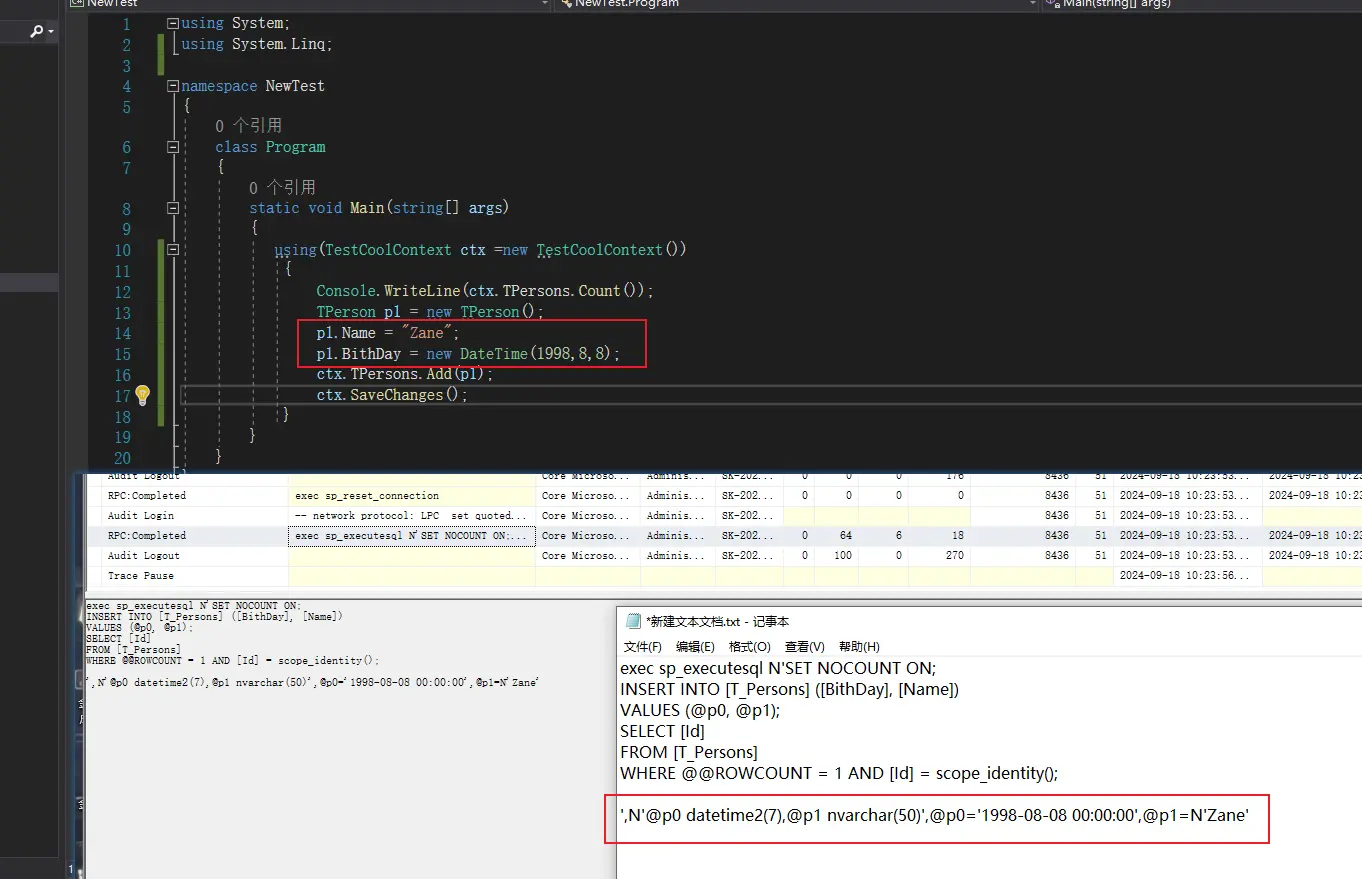 NewTest
NewTest.Program
Main(string[] args)
1 using System;
2 using System.Linq;
3
4 namespace NewTest
5 {
0 个引用
6 class Program
7 {
0 个引用
8 static void Main(string[] args)
9 {
10 using(TestCoolContext ctx =new TestCoolContext())
11 {
12 Console.WriteLine(ctx.TPersons.Count());
13 TPerson p1 = new TPerson();
14 p1.Name = "Zane";
15 p1.BithDay = new DateTime(1998,8,8);
16 ctx.TPersons.Add(p1);
17 ctx.SaveChanges();
18 }
19 }
20 }
Audit Logout Core Microso... Adminis... SK-202... 0 0 0 176 8436 51 2024-09-18 10:23:53... 2024-09-18 10:23
RPC:Completed exec sp_reset_connection Core Microso... Adminis... SK-202... 0 0 0 0 8436 51 2024-09-18 10:23:53... 2024-09-18 10:23
Audit Login -- network protocol: LPC set quoted... Core Microso... Adminis... SK-202... 8436 51 2024-09-18 10:23:53...
RPC:Completed exec sp_executesql N'SET NOCOUNT ON;... Core Microso... Adminis... SK-202... 0 64 6 18 8436 51 2024-09-18 10:23:53... 2024-09-18 10:23
Audit Logout Core Microso... Adminis... SK-202... 0 100 0 270 8436 51 2024-09-18 10:23:53... 2024-09-18 10:23
Trace Pause 2024-09-18 10:23:56...
exec sp_executesql N'SET NOCOUNT ON;
INSERT INTO [T_Persons] ([BithDay], [Name])
VALUES (@p0, @p1);
SELECT [Id]
FROM [T_Persons]
WHERE @@ROWCOUNT = 1 AND [Id] = scope_identity();
',N'@p0 datetime2(7),@p1 nvarchar(50)',@p0='1998-08-08 00:00:00',@p1=N'Zane'
*新建文本文档.txt - 记事本
文件(F) 编辑(E) 格式(O) 查看(V) 帮助(H)
exec sp_executesql N'SET NOCOUNT ON;
INSERT INTO [T_Persons] ([BithDay], [Name])
VALUES (@p0, @p1);
SELECT [Id]
FROM [T_Persons]
WHERE @@ROWCOUNT = 1 AND [Id] = scope_identity();
',N'@p0 datetime2(7),@p1 nvarchar(50)',@p0='1998-08-08 00:00:00',@p1=N'Zane'
1